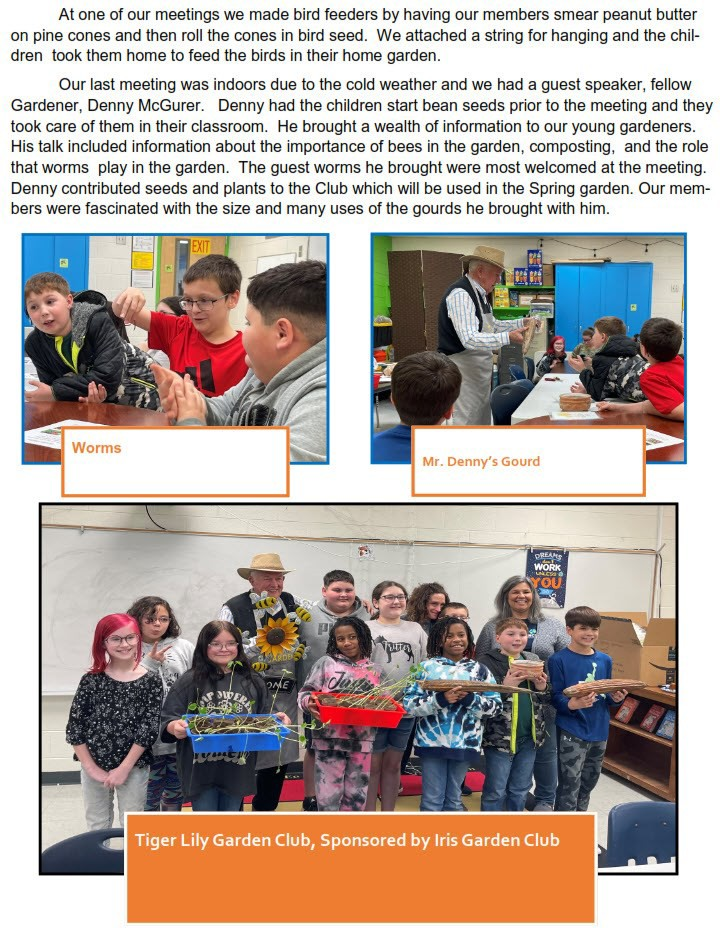 At one of our meetings we made bird feeders by having our members smear peanut butter
on pine cones and then roll the cones in bird seed. We attached a string for hanging and the chil-
dren took them home to feed the birds in their home garden.
Our last meeting was indoors due to the cold weather and we had a guest speaker, fellow
Gardener, Denny McGurer. Denny had the children start bean seeds prior to the meeting and they
took care of them in their classroom. He brought a wealth of information to our young gardeners.
His talk included information about the importance of bees in the garden, composting, and the role
that worms play in the garden. The guest worms he brought were most welcomed at the meeting.
Denny contributed seeds and plants to the Club which will be used in the Spring garden. Our mem-
bers were fascinated with the size and many uses of the gourds he brought with him.
EXIT
Worms
Mr. Denny's Gourd
DREAMS
WORK
UNLESS
YOU
Tiger Lily Garden Club, Sponsored by Iris Garden Club